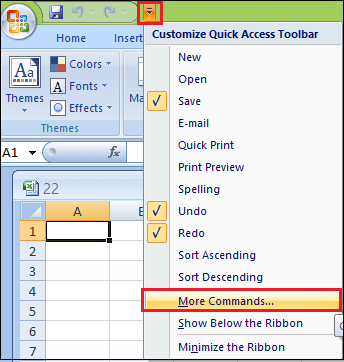 Customize Quick Access Toolbar
Home
Insert
New
Open
Save
E-mail
Quick Print
Print Preview
Spelling
Undo
Redo
Sort Ascending
Sort Descending
More Commands...
Show Below the Ribbon
Minimize the Ribbon
Aa
Themes
Colors
Fonts
Effects
Themes
A1
fx
22
A
1
2
3
4
5
6
7